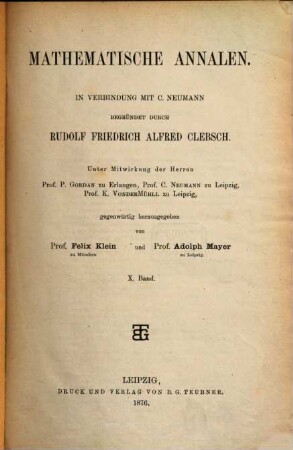 MATHEMATISCHE ANNALEN.
IN VERBINDUNG MIT C. NEUMANN
BEGRÜNDET DURCH
RUDOLF FRIEDRICH ALFRED CLEBSCH.
Unter Mitwirkung der Herren
Prof. P. GORDAN zu Erlangen, Prof. C. NEUMANN zu Leipzig,
Prof. K. VONDERMÜHLL zu Leipzig,
gegenwärtig herausgegeben
von
Prof. Felix Klein und Prof. Adolph Mayer
zu München zu Leipzig.
X. Band.
BGT
LEIPZIG,
DRUCK UND VERLAG VON B. G. TEUBNER.
1876.